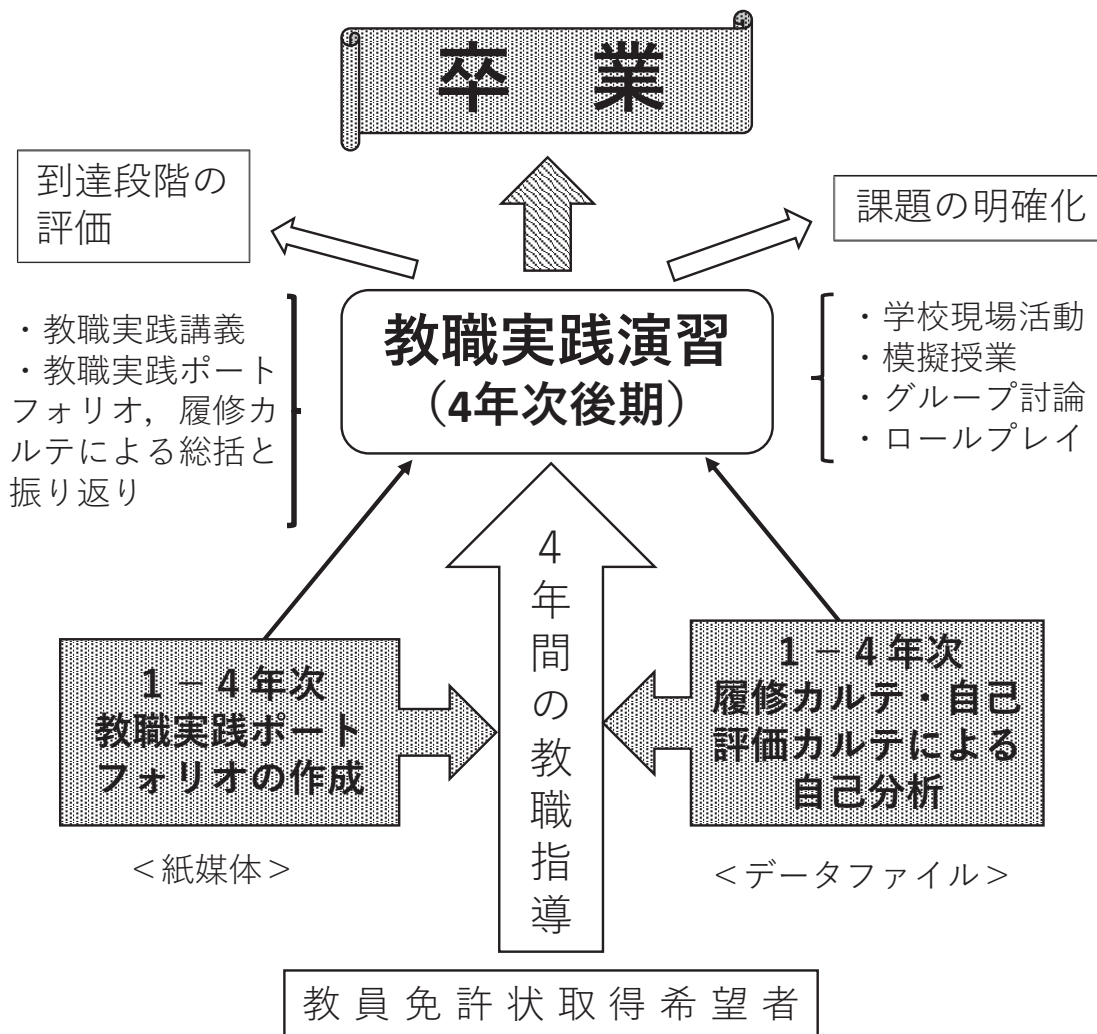 卒　業
到達段階の
評価
課題の明確化
教職実践演習
（4年次後期）
・教職実践講義
・教職実践ポート
フォリオ，履修カ
ルテによる総括と
振り返り
・学校現場活動
・模擬授業
・グループ討論
・ロールプレイ
4年間の教職指導
１－４年次
教職実践ポート
フォリオの作成
＜紙媒体＞
１－４年次
履修カルテ・自己
評価カルテによる
自己分析
＜データファイル＞
教員免許状取得希望者